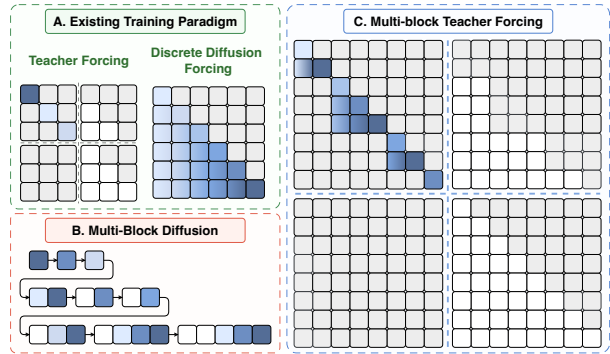 A. Existing Training Paradigm
Teacher Forcing
Discrete Diffusion
Forcing
B. Multi-Block Diffusion
C. Multi-block Teacher Forcing